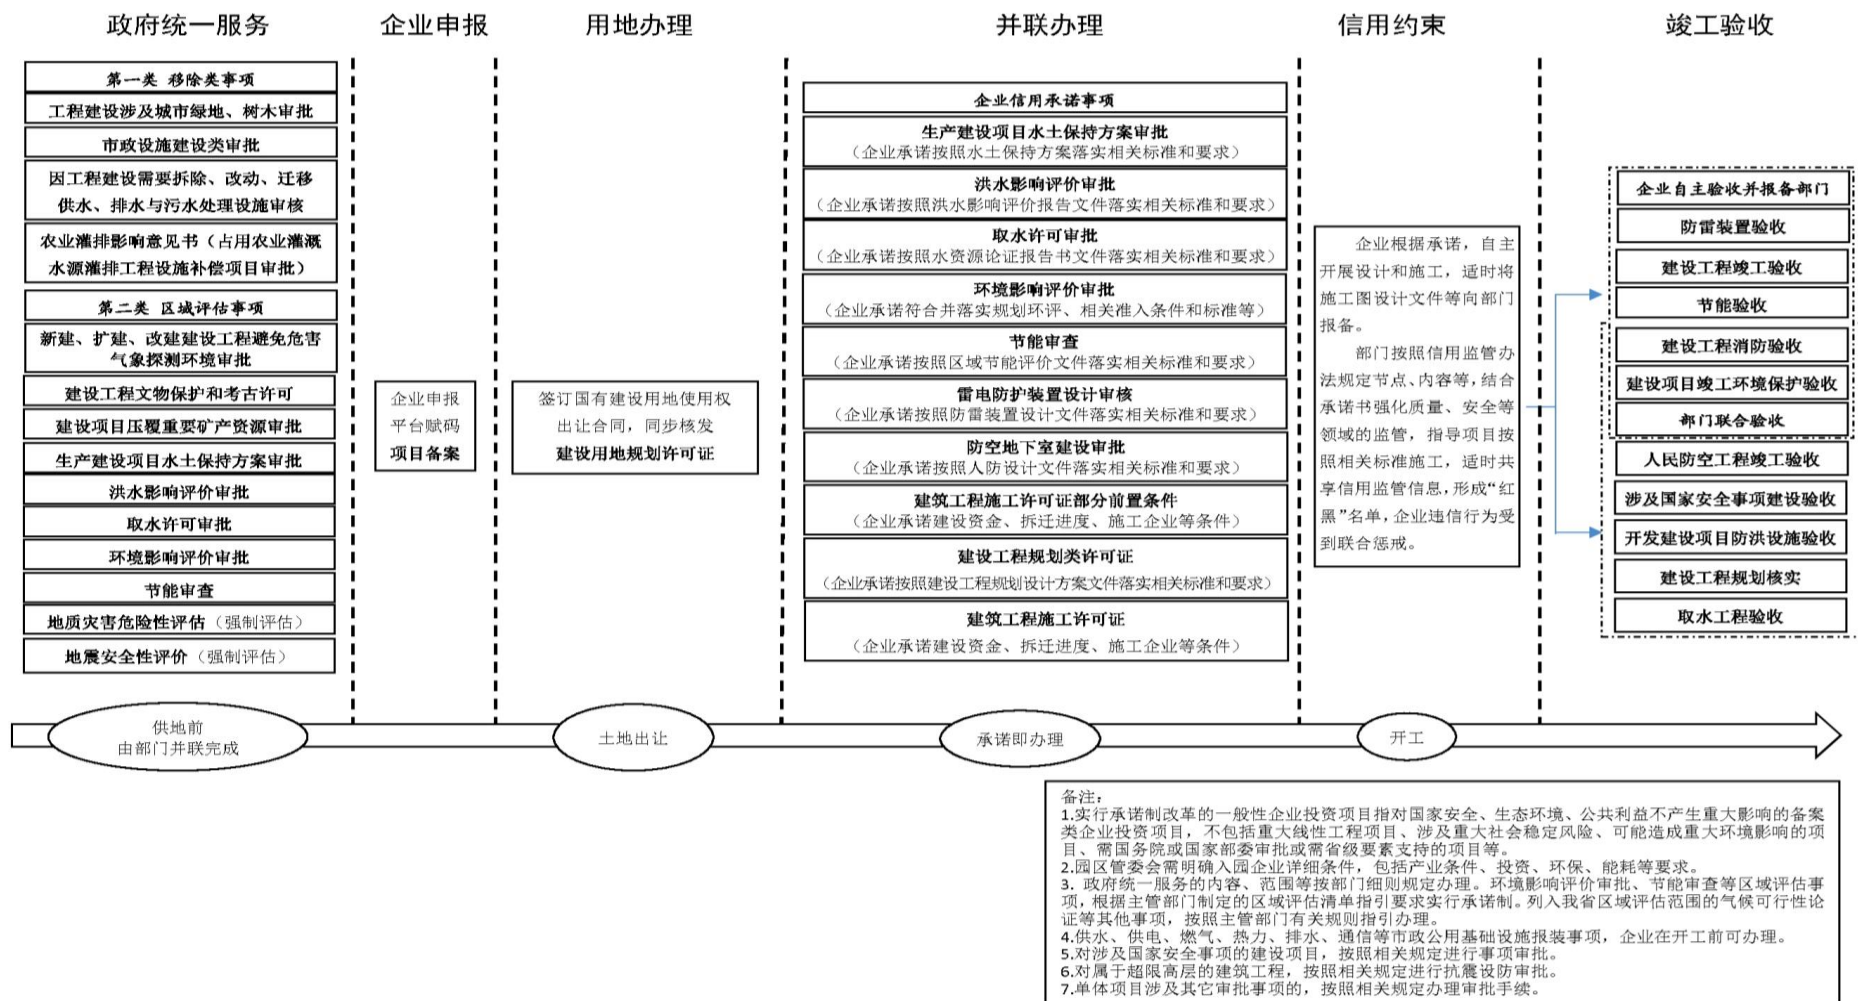 政府统一服务
企业申报
用地办理
并联办理
信用约束
竣工验收
第一类 移除类事项
工程建设涉及城市绿地、树木审批
市政设施建设类审批
因工程建设需要拆除、改动、迁移
供水、排水与污水处理设施审核
农业灌排影响意见书（占用农业灌溉
水源灌排工程设施补偿项目审批）
第二类 区域评估事项
新建、扩建、改建建设工程避免危害
气象探测环境审批
建设工程文物保护和考古许可
建设项目压覆重要矿产资源审批
生产建设项目水土保持方案审批
洪水影响评价审批
取水许可审批
环境影响评价审批
节能审查
地质灾害危险性评估（强制评估）
地震安全性评价（强制评估）
企业申报
平台赋码
项目备案
签订国有建设用地使用权
出让合同，同步核发
建设用地规划许可证
企业信用承诺事项
生产建设项目水土保持方案审批
（企业承诺按照水土保持方案落实相关标准和要求）
洪水影响评价审批
（企业承诺按照洪水影响评价报告文件落实相关标准和要求）
取水许可审批
（企业承诺按照水资源论证报告书文件落实相关标准和要求）
环境影响评价审批
（企业承诺符合并落实规划环评、相关准入条件和标准等）
节能审查
（企业承诺按照区域节能评价文件落实相关标准和要求）
雷电防护装置设计审核
（企业承诺按照防雷装置设计文件落实相关标准和要求）
防空地下室建设审批
（企业承诺按照人防设计文件落实相关标准和要求）
建筑工程施工许可证部分前置条件
（企业承诺建设资金、拆迁进度、施工企业等条件）
建设工程规划类许可证
（企业承诺按照建设工程规划设计方案文件落实相关标准和要求）
建筑工程施工许可证
（企业承诺建设资金、拆迁进度、施工企业等条件）
企业根据承诺，自主
开展设计和施工，适时将
施工图设计文件等向部门
报备。
部门按照信用监管办
法规定节点、内容等，结合
承诺书强化质量、安全等
领域的监管，指导项目按
照相关标准施工，适时共
享信用监管信息，形成“红
黑”名单，企业违信行为受
到联合惩戒。
企业自主验收并报备部门
防雷装置验收
建设工程竣工验收
节能验收
建设工程消防验收
建设项目竣工环境保护验收
部门联合验收
人民防空工程竣工验收
涉及国家安全事项建设验收
开发建设项目防洪设施验收
建设工程规划核实
取水工程验收
供地前
由部门并联完成
土地出让
承诺即办理
开工
备注：
1.实行承诺制改革的一般性企业投资项目指对国家安全、生态环境、公共利益不产生重大影响的备案
类企业投资项目，不包括重大线性工程项目、涉及重大社会稳定风险、可能造成重大环境影响的项
目、需国务院或国家部委审批或需省级要素支持的项目等。
2.园区管委会需明确入园企业详细条件，包括产业条件、投资、环保、能耗等要求。
3. 政府统一服务的内容、范围等按部门细则规定办理。环境影响评价审批、节能审查等区域评估事
项，根据主管部门制定的区域评估清单指引要求实行承诺制。列入我省区域评估范围的气候可行性论
证等其他事项，按照主管部门有关规则指引办理。
4.供水、供电、燃气、热力、排水、通信等市政公用基础设施报装事项，企业在开工前可办理。
5.对涉及国家安全事项的建设项目，按照相关规定进行事项审批。
6.对属于超限高层的建筑工程，按照相关规定进行抗震设防审批。
7.单体项目涉及其它审批事项的，按照相关规定办理审批手续。